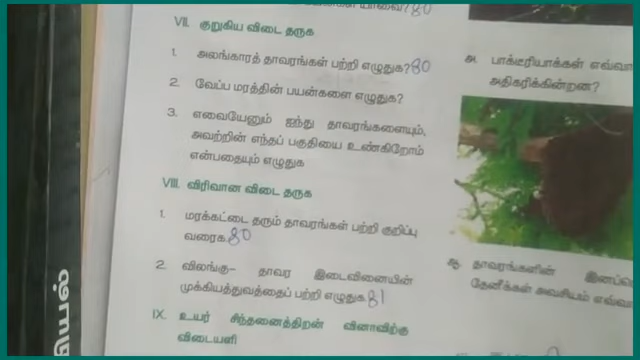 யாவை? 80
VII. குறுகிய விடை தருக
1. அலங்காரத் தாவரங்கள் பற்றி எழுதுக? 80
2. வேப்ப மரத்தின் பயன்களை எழுதுக?
3. எவையேனும் ஐந்து தாவரங்களையும்,
அவற்றின் எந்தப் பகுதியை உண்கிறோம்
என்பதையும் எழுதுக
VIII. விரிவான விடை தருக
1. மரக்கட்டை தரும் தாவரங்கள் பற்றி குறிப்பு
வரைக. 80
2. விலங்கு- தாவர இடைவினையின்
முக்கியத்துவத்தைப் பற்றி எழுதுக. 81
IX. உயர் சிந்தனைத்திறன் வினாவிற்கு
விடையளி
அ. பாக்டீரியாக்கள் எவ்வா
அதிகரிக்கின்றன?
ஆ. தாவரங்களின் இனப்
தேனீக்கள் அவசியம் எவ்வ
யியல்